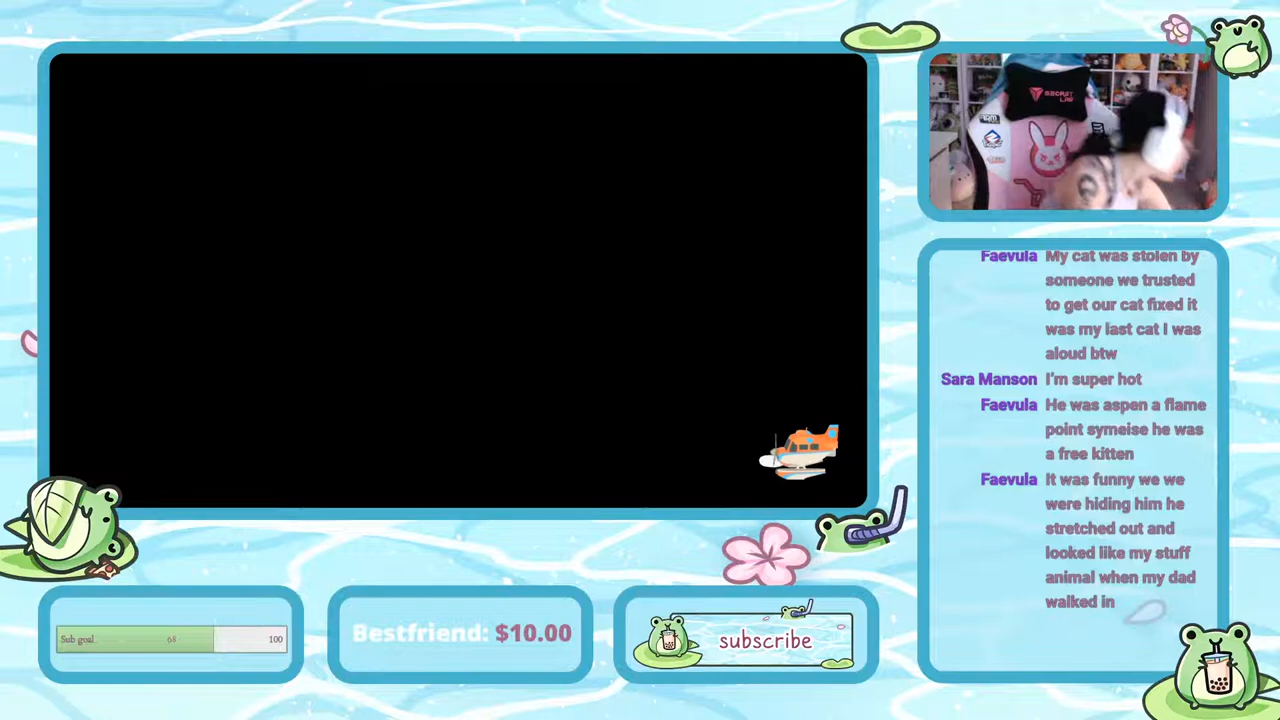 SECRET
LAB
Faevula My cat was stolen by
someone we trusted
to get our cat fixed it
was my last cat I was
aloud btw
Sara Manson I'm super hot
Faevula He was aspen a flame
point symeise he was
a free kitten
Faevula It was funny we we
were hiding him he
stretched out and
looked like my stuff
animal when my dad
walked in
Sub goal 68 100
Bestfriend: $10.00
subscribe